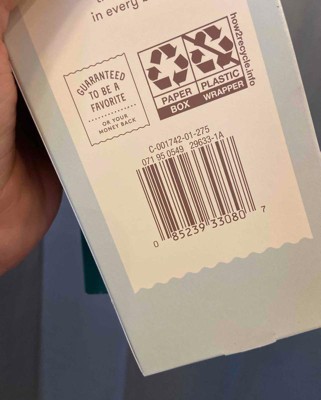 in every
GUARANTEED
TO BE A
FAVORITE
OR YOUR
MONEY BACK
how2recycle.info
PAPER
BOX
PLASTIC
WRAPPER
C-001742-01-275
071 95 0549 29633-1A
0 85239 33080 7